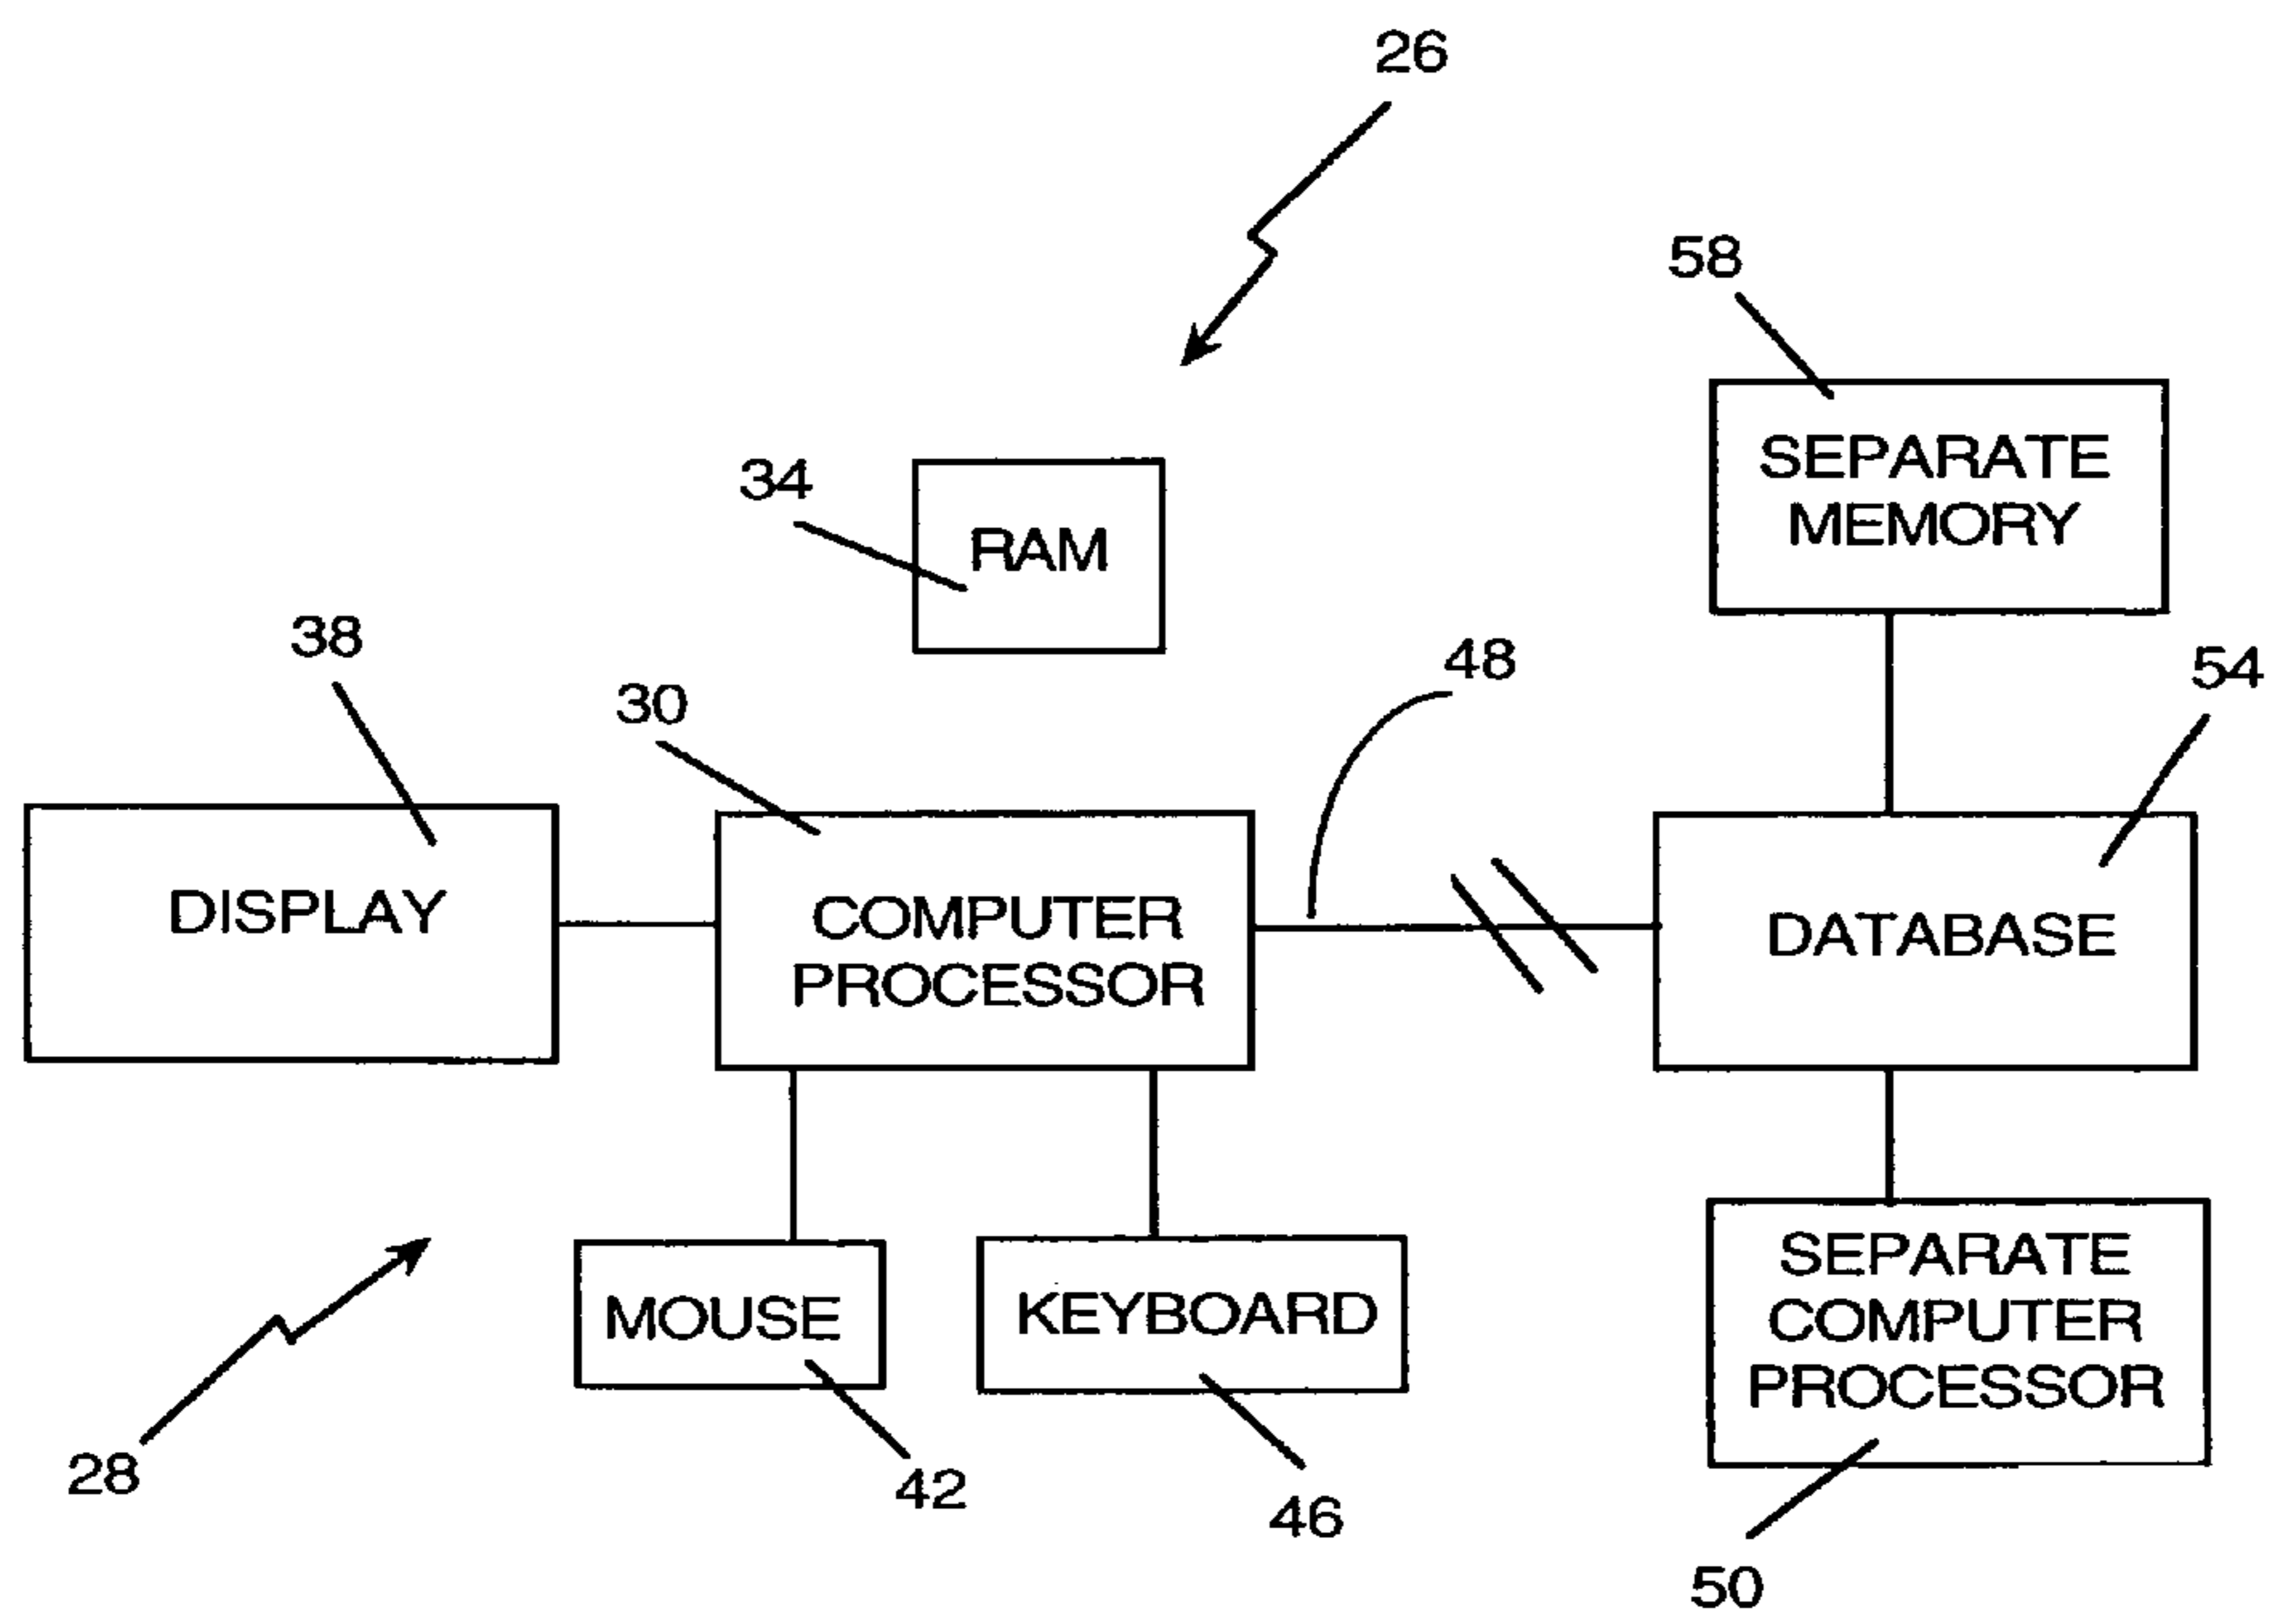 26
58
SEPARATE
MEMORY
34
RAM
38
30
48
54
DISPLAY
COMPUTER
PROCESSOR
DATABASE
MOUSE
KEYBOARD
SEPARATE
COMPUTER
PROCESSOR
28
42
46
50